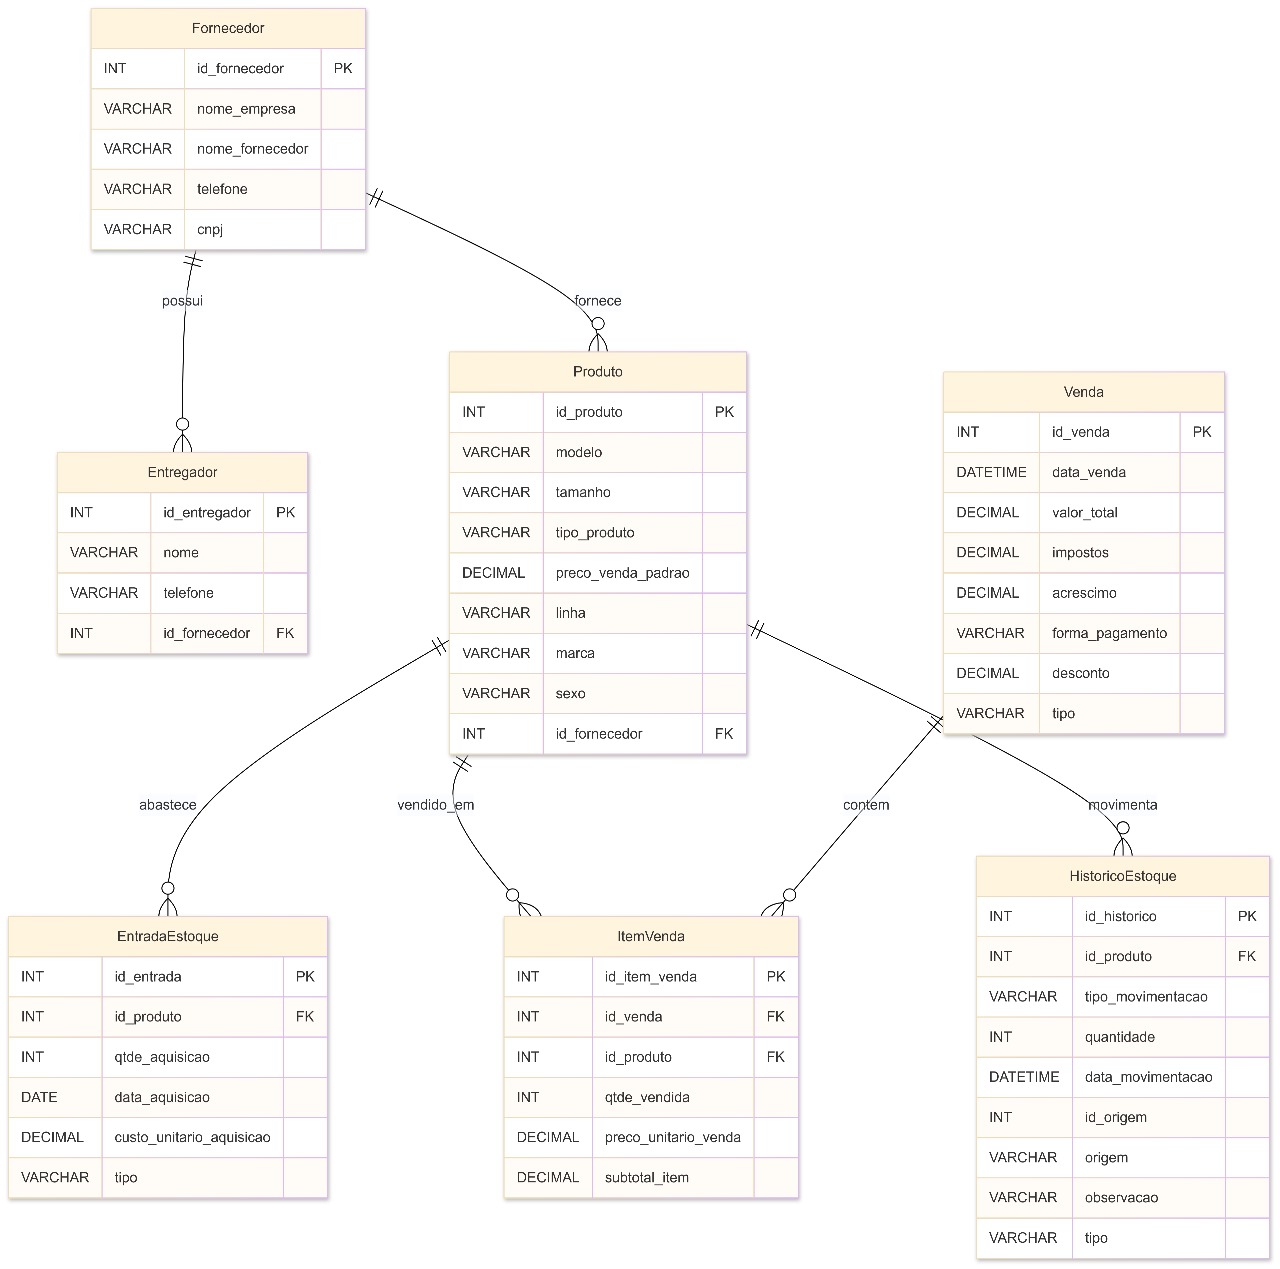 Fornecedor
INT id_fornecedor PK
VARCHAR nome_empresa
VARCHAR nome_fornecedor
VARCHAR telefone
VARCHAR cnpj
possui
fornece
Entregador
INT id_entregador PK
VARCHAR nome
VARCHAR telefone
INT id_fornecedor FK
Produto
INT id_produto PK
VARCHAR modelo
VARCHAR tamanho
VARCHAR tipo_produto
DECIMAL preco_venda_padrao
VARCHAR linha
VARCHAR marca
VARCHAR sexo
INT id_fornecedor FK
Venda
INT id_venda PK
DATETIME data_venda
DECIMAL valor_total
DECIMAL impostos
DECIMAL acrescimo
VARCHAR forma_pagamento
DECIMAL desconto
VARCHAR tipo
abastece
vendido_em
contem
movimenta
EntradaEstoque
INT id_entrada PK
INT id_produto FK
INT qtde_aquisicao
DATE data_aquisicao
DECIMAL custo_unitario_aquisicao
VARCHAR tipo
ItemVenda
INT id_item_venda PK
INT id_venda FK
INT id_produto FK
INT qtde_vendida
DECIMAL preco_unitario_venda
DECIMAL subtotal_item
HistoricoEstoque
INT id_historico PK
INT id_produto FK
VARCHAR tipo_movimentacao
INT quantidade
DATETIME data_movimentacao
INT id_origem
VARCHAR origem
VARCHAR observacao
VARCHAR tipo